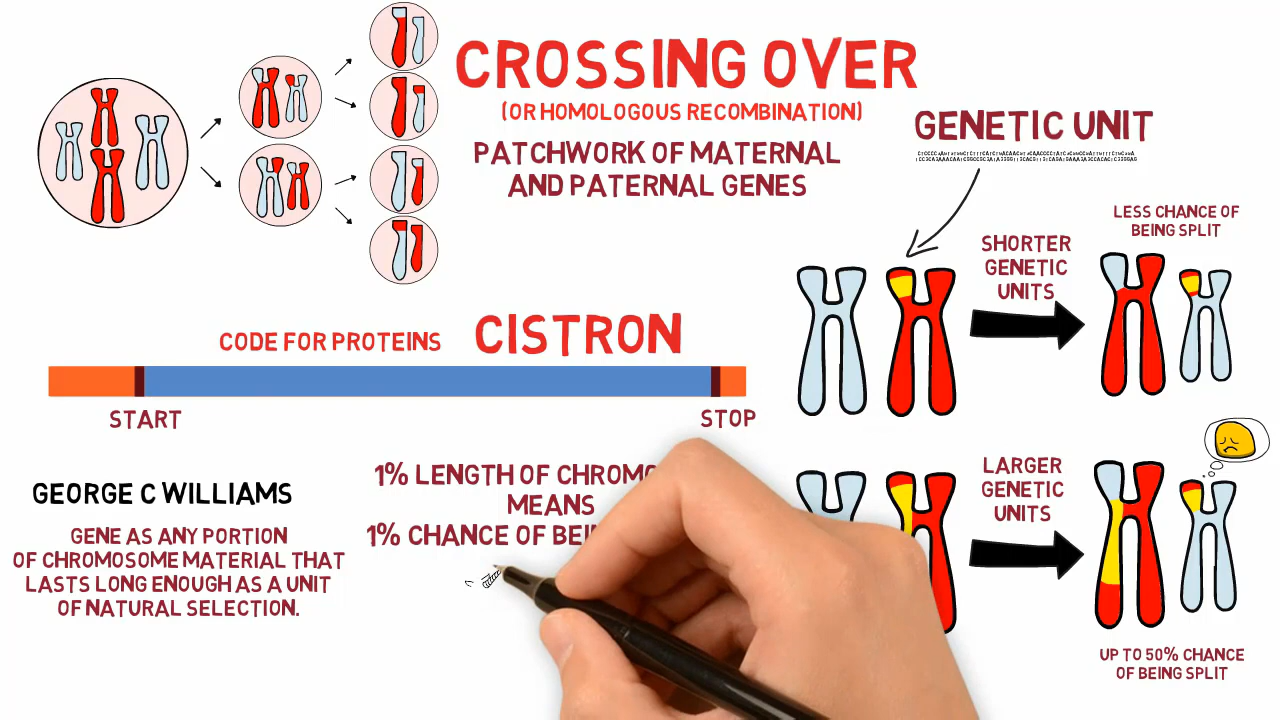 CROSSING OVER
(OR HOMOLOGOUS RECOMBINATION)
PATCHWORK OF MATERNAL
AND PATERNAL GENES
GENETIC UNIT
LESS CHANCE OF
BEING SPLIT
SHORTER
GENETIC
UNITS
CODE FOR PROTEINS CISTRON
START
STOP
GEORGE C WILLIAMS
GENE AS ANY PORTION
OF CHROMOSOME MATERIAL THAT
LASTS LONG ENOUGH AS A UNIT
OF NATURAL SELECTION.
1% LENGTH OF
MEANS
1% CHANCE OF
LARGER
GENETIC
UNITS
UP TO 50% CHANCE
OF BEING SPLIT